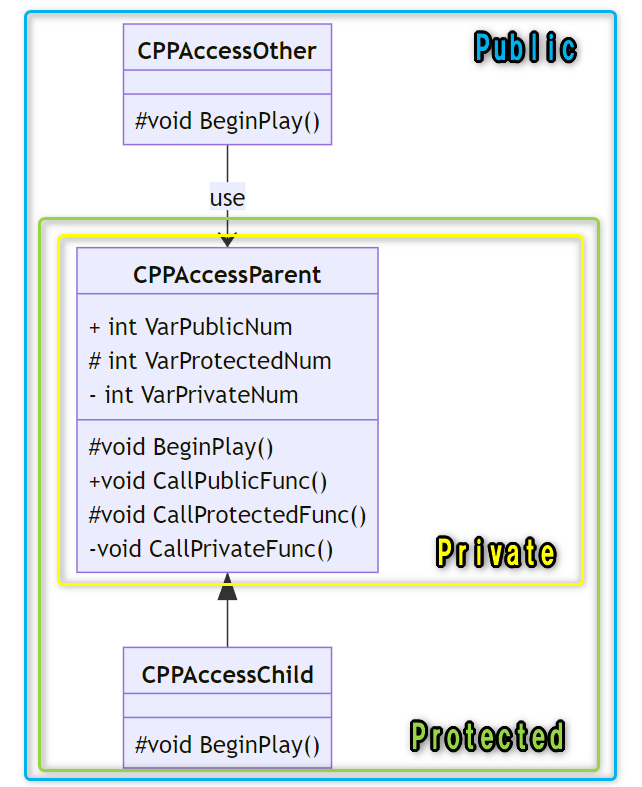 Public
CPPAccessOther
#void BeginPlay()
use
CPPAccessParent
+ int VarPublicNum
# int VarProtectedNum
- int VarPrivateNum
#void BeginPlay()
+void CallPublicFunc()
#void CallProtectedFunc()
-void CallPrivateFunc()
Private
CPPAccessChild
#void BeginPlay()
Protected